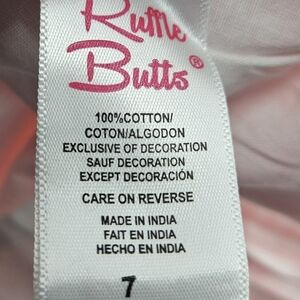 Ruffle
Butts®
100%COTTON/
COTON/ALGODON
EXCLUSIVE OF DECORATION
SAUF DECORATION
EXCEPT DECORACIÓN
CARE ON REVERSE
MADE IN INDIA
FAIT EN INDIA
HECHO EN INDIA
7